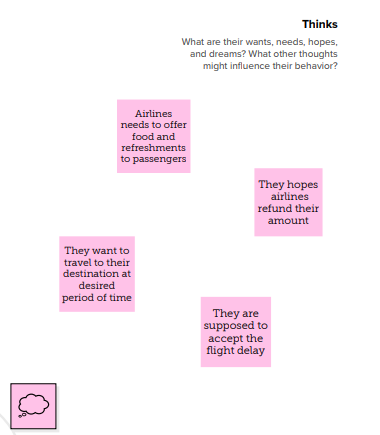 Thinks
What are their wants, needs, hopes,
and dreams? What other thoughts
might influence their behavior?
Airlines
needs to offer
food and
refreshments
to passengers
They hopes
airlines
refund their
amount
They want to
travel to their
destination at
desired
period of time
They are
supposed to
accept the
flight delay